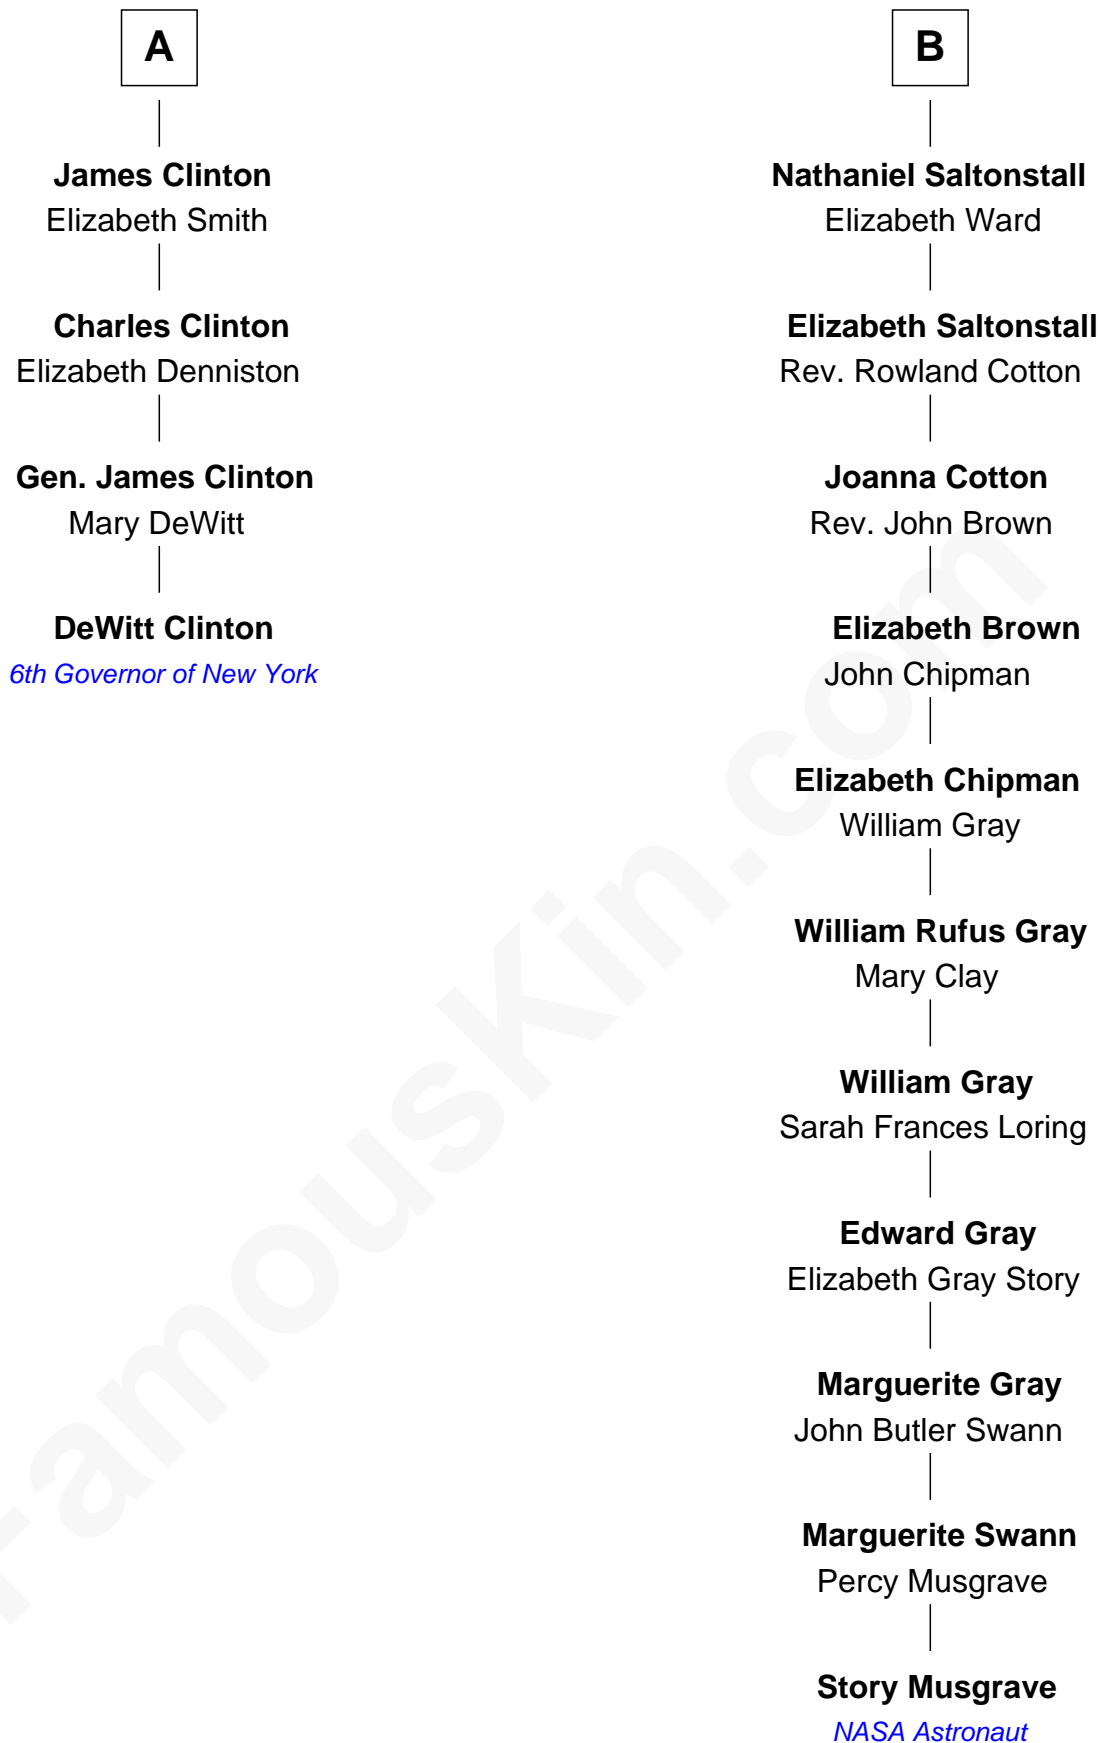 A
James Clinton
Elizabeth Smith
Charles Clinton
Elizabeth Denniston
Gen. James Clinton
Mary DeWitt
DeWitt Clinton
6th Governor of New York
B
Nathaniel Saltonstall
Elizabeth Ward
Elizabeth Saltonstall
Rev. Rowland Cotton
Joanna Cotton
Rev. John Brown
Elizabeth Brown
John Chipman
Elizabeth Chipman
William Gray
William Rufus Gray
Mary Clay
William Gray
Sarah Frances Loring
Edward Gray
Elizabeth Gray Story
Marguerite Gray
John Butler Swann
Marguerite Swann
Percy Musgrave
Story Musgrave
NASA Astronaut
FamousKin.com